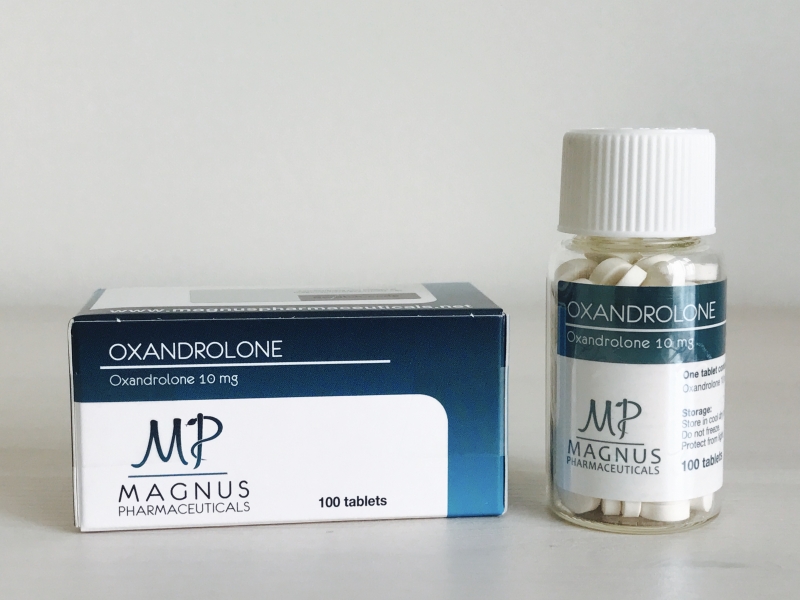 www.magnuspharmaceuticals.net
OXANDROLONE
Oxandrolone 10 mg
MP
MAGNUS
PHARMACEUTICALS
100 tablets
OXANDROLONE
Oxandrolone 10 mg
One tablet
Oxandrolone
Storage:
Store in cool
Do not freeze
Protect from
MP
MAGNUS
PHARMACEUTICALS
100 tablets